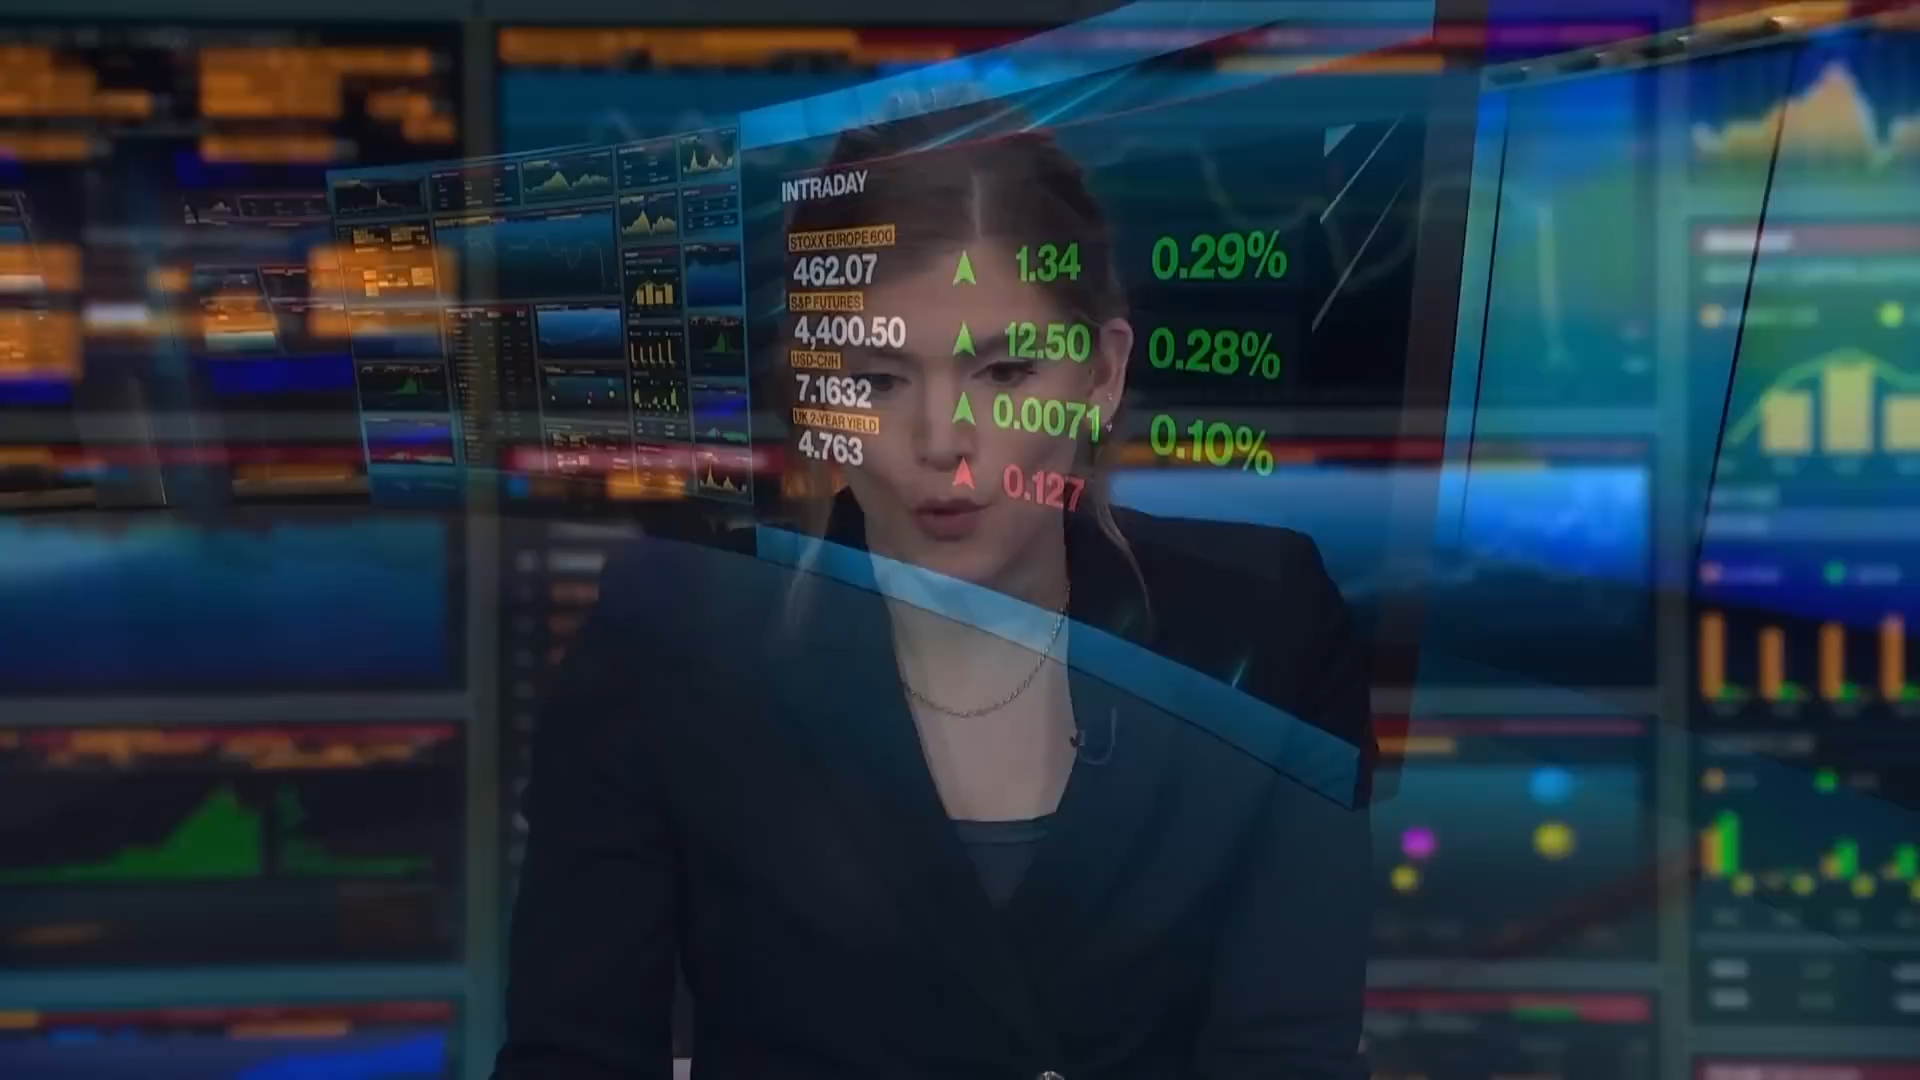 INTRADAY
STOXX EUROPE 600
462.07 1.34 0.29%
S&P FUTURES
4,400.50 12.50 0.28%
USD-CNH
7.1632 0.0071 0.10%
UK 2-YEAR YIELD
4.763 0.127